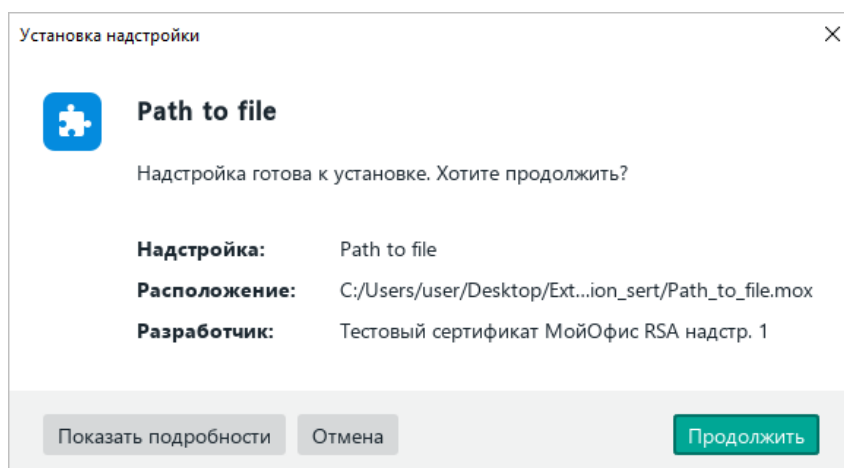 Установка надстройки
Path to file
Надстройка готова к установке. Хотите продолжить?
Надстройка: Path to file
Расположение: C:/Users/user/Desktop/Ext...ion_sert/Path_to_file.mox
Разработчик: Тестовый сертификат МойОфис RSA надстр. 1
Показать подробности Отмена Продолжить